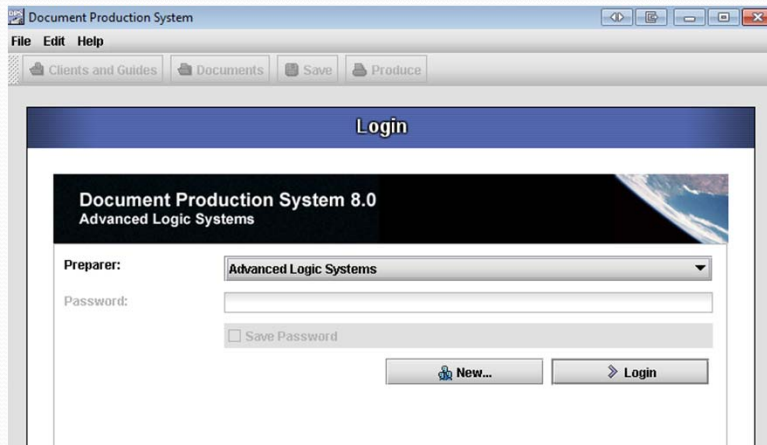 Document Production System
File Edit Help
Clients and Guides Documents Save Produce
Login
Document Production System 8.0
Advanced Logic Systems
Preparer: Advanced Logic Systems
Password:
Save Password
New... Login